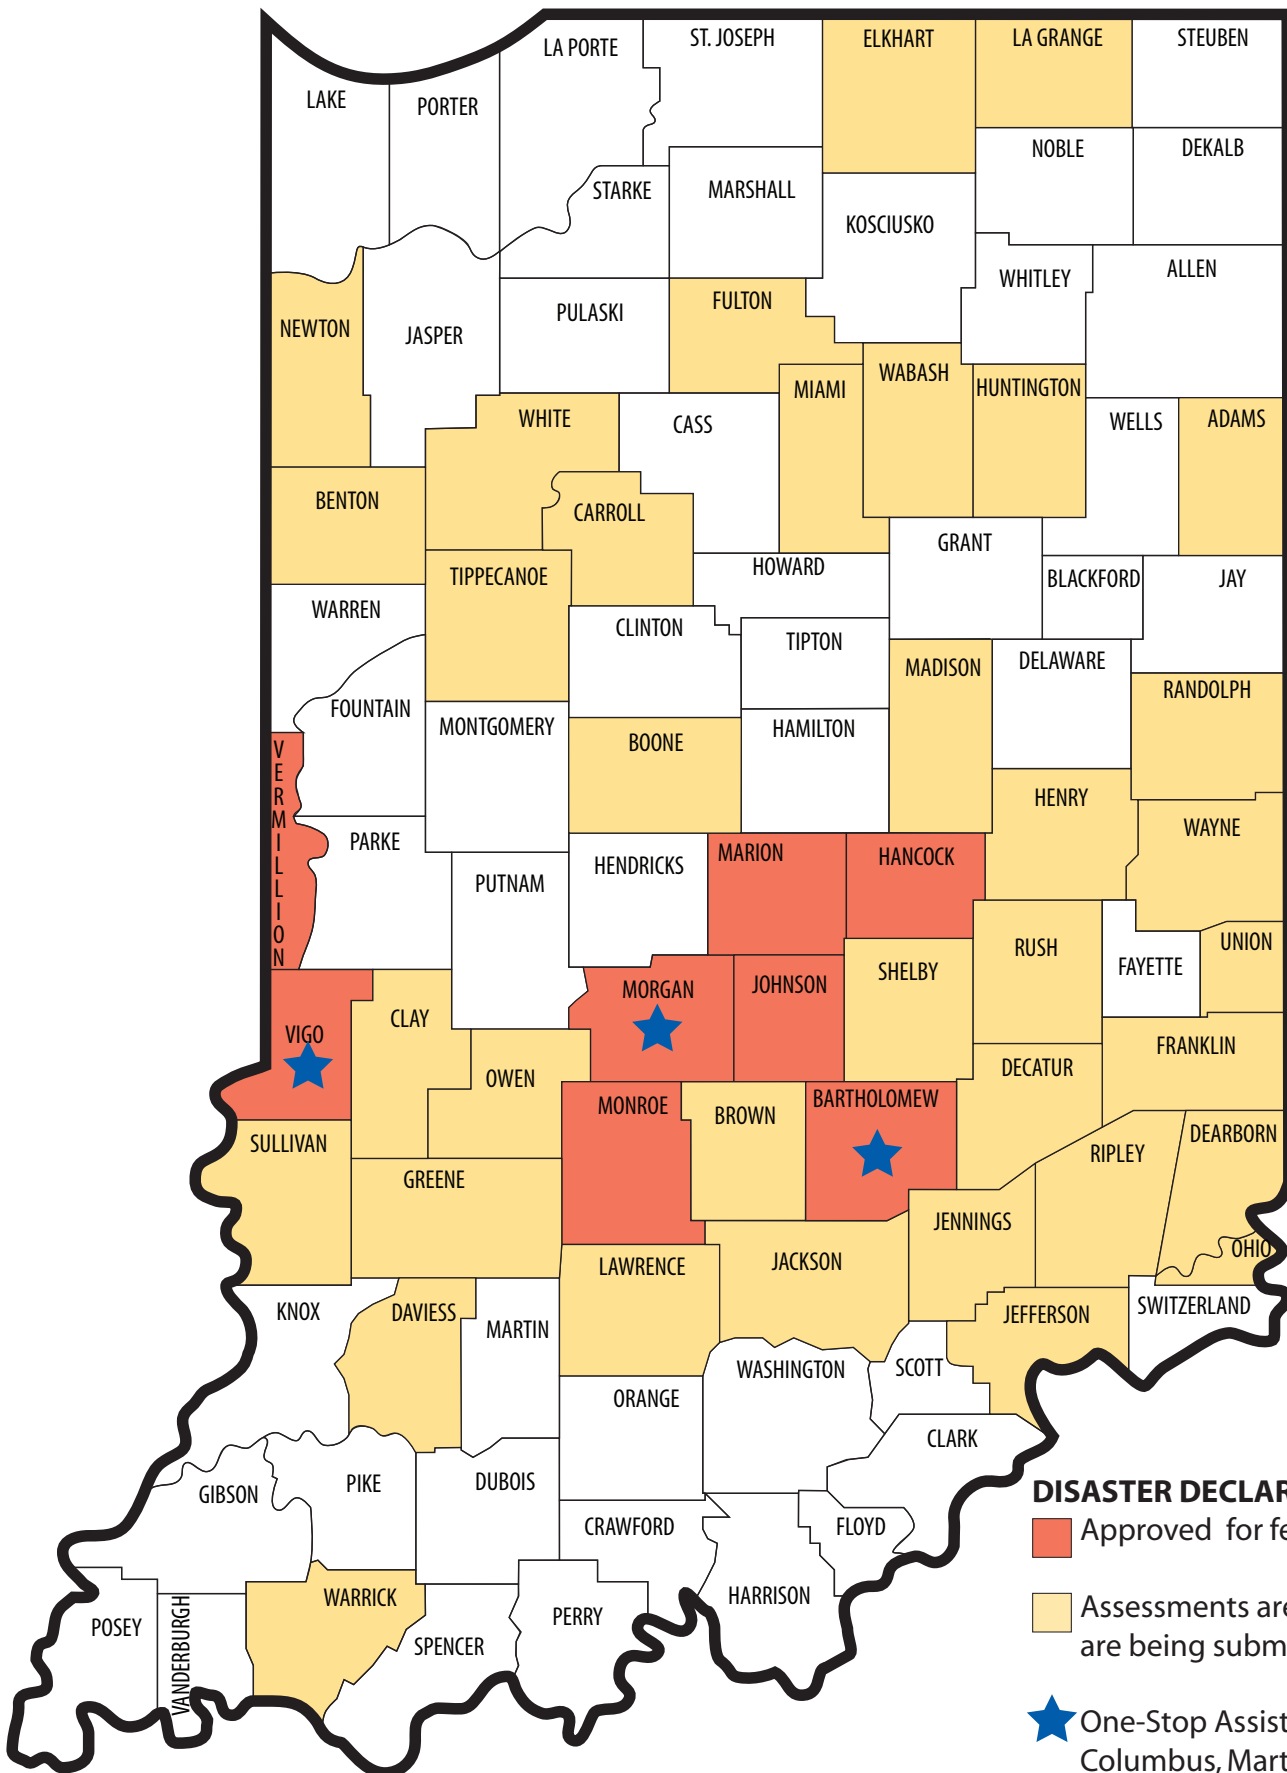 LA PORTE
ST. JOSEPH
ELKHART
LA GRANGE
STEUBEN
LAKE
PORTER
NOBLE
DEKALB
STARKE
MARSHALL
KOSCIUSKO
WHITLEY
ALLEN
NEWTON
JASPER
PULASKI
FULTON
MIAMI
WABASH
HUNTINGTON
WHITE
CASS
WELLS
ADAMS
BENTON
CARROLL
GRANT
TIPPECANOE
HOWARD
BLACKFORD
JAY
WARREN
CLINTON
TIPTON
MADISON
DELAWARE
RANDOLPH
FOUNTAIN
MONTGOMERY
BOONE
HAMILTON
HENRY
WAYNE
VERMILLION
PARKE
PUTNAM
HENDRICKS
MARION
HANCOCK
RUSH
FAYETTE
UNION
VIGO
CLAY
OWEN
MORGAN
JOHNSON
SHELBY
DECATUR
FRANKLIN
MONROE
BROWN
BARTHOLOMEW
RIPLEY
DEARBORN
SULLIVAN
GREENE
JENNINGS
OHIO
LAWRENCE
JACKSON
KNOX
DAVIESS
MARTIN
JEFFERSON
SWITZERLAND
WASHINGTON
SCOTT
ORANGE
CLARK
GIBSON
PIKE
DUBOIS
CRAWFORD
FLOYD
HARRISON
POSEY
VANDERBURGH
WARRICK
SPENCER
PERRY
DISASTER DECLAR
Approved for fe
Assessments are
are being subm
One-Stop Assist
Columbus, Mart